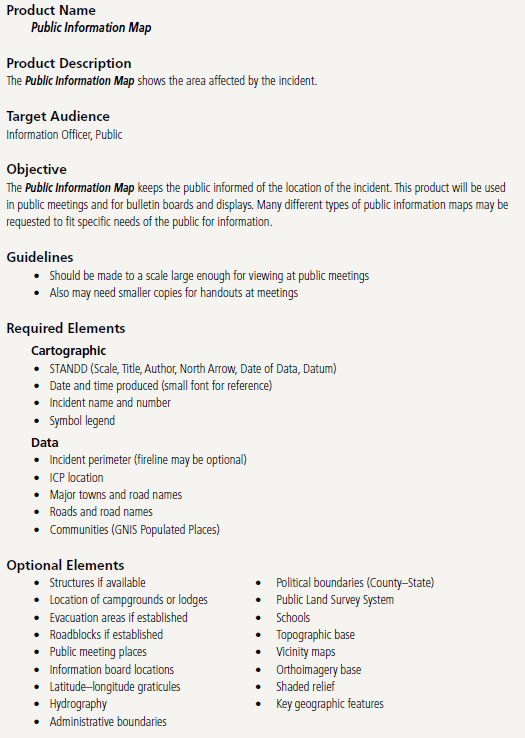 Product Name
Public Information Map
Product Description
The Public Information Map shows the area affected by the incident.
Target Audience
Information Officer, Public
Objective
The Public Information Map keeps the public informed of the location of the incident. This product will be used
in public meetings and for bulletin boards and displays. Many different types of public information maps may be
requested to fit specific needs of the public for information.
Guidelines
• Should be made to a scale large enough for viewing at public meetings
• Also may need smaller copies for handouts at meetings
Required Elements
Cartographic
• STANDD (Scale, Title, Author, North Arrow, Date of Data, Datum)
• Date and time produced (small font for reference)
• Incident name and number
• Symbol legend
Data
• Incident perimeter (fireline may be optional)
• ICP location
• Major towns and road names
• Roads and road names
• Communities (GNIS Populated Places)
Optional Elements
• Structures if available
• Location of campgrounds or lodges
• Evacuation areas if established
• Roadblocks if established
• Public meeting places
• Information board locations
• Latitude–longitude graticules
• Hydrography
• Administrative boundaries
• Political boundaries (County–State)
• Public Land Survey System
• Schools
• Topographic base
• Vicinity maps
• Orthoimagery base
• Shaded relief
• Key geographic features